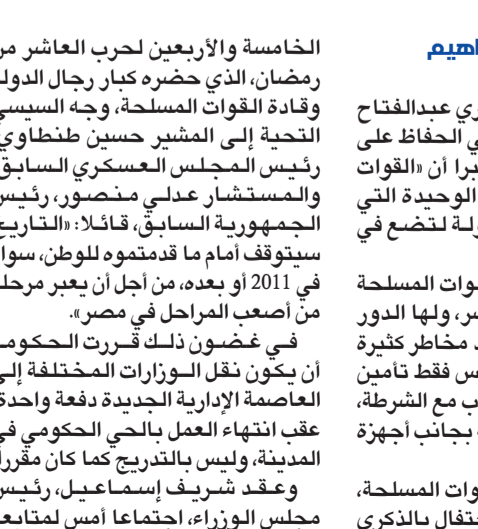 اهيم
ري عبدالفتاح
ي الحفاظ على
برا أن «القوات
الوحيدة التي
ولة لتضع في
وات المسلحة
سر، ولها الدور
د مخاطر كثيرة
س فقط تأمين
ب مع الشرطة،
بجانب أجهزة
وات المسلحة،
حتفال بالذكرى
الخامسة والأربعين لحرب العاشر مر
رمضان، الذي حضره كبار رجال الدول
وقادة القوات المسلحة، وجه السيسي
التحية إلى المشير حسين طنطاوي
رئيس المجلس العسكري السابق
والمستشار عدلي منصور، رئيس
الجمهورية السابق، قائلا: «التاريخ
سيتوقف أمام ما قدمتموه للوطن، سوا
في 2011 أو بعده، من أجل أن يعبر مرحل
من أصعب المراحل في مصر».
في غضون ذلك قررت الحكوم
أن يكون نقل الوزارات المختلفة إلى
العاصمة الإدارية الجديدة دفعة واحدة
عقب انتهاء العمل بالحي الحكومي في
المدينة، وليس بالتدريج كما كان مقررا
وعقد شريف إسماعيل، رئيس
مجلس الوزراء، اجتماعا أمس لمتابع